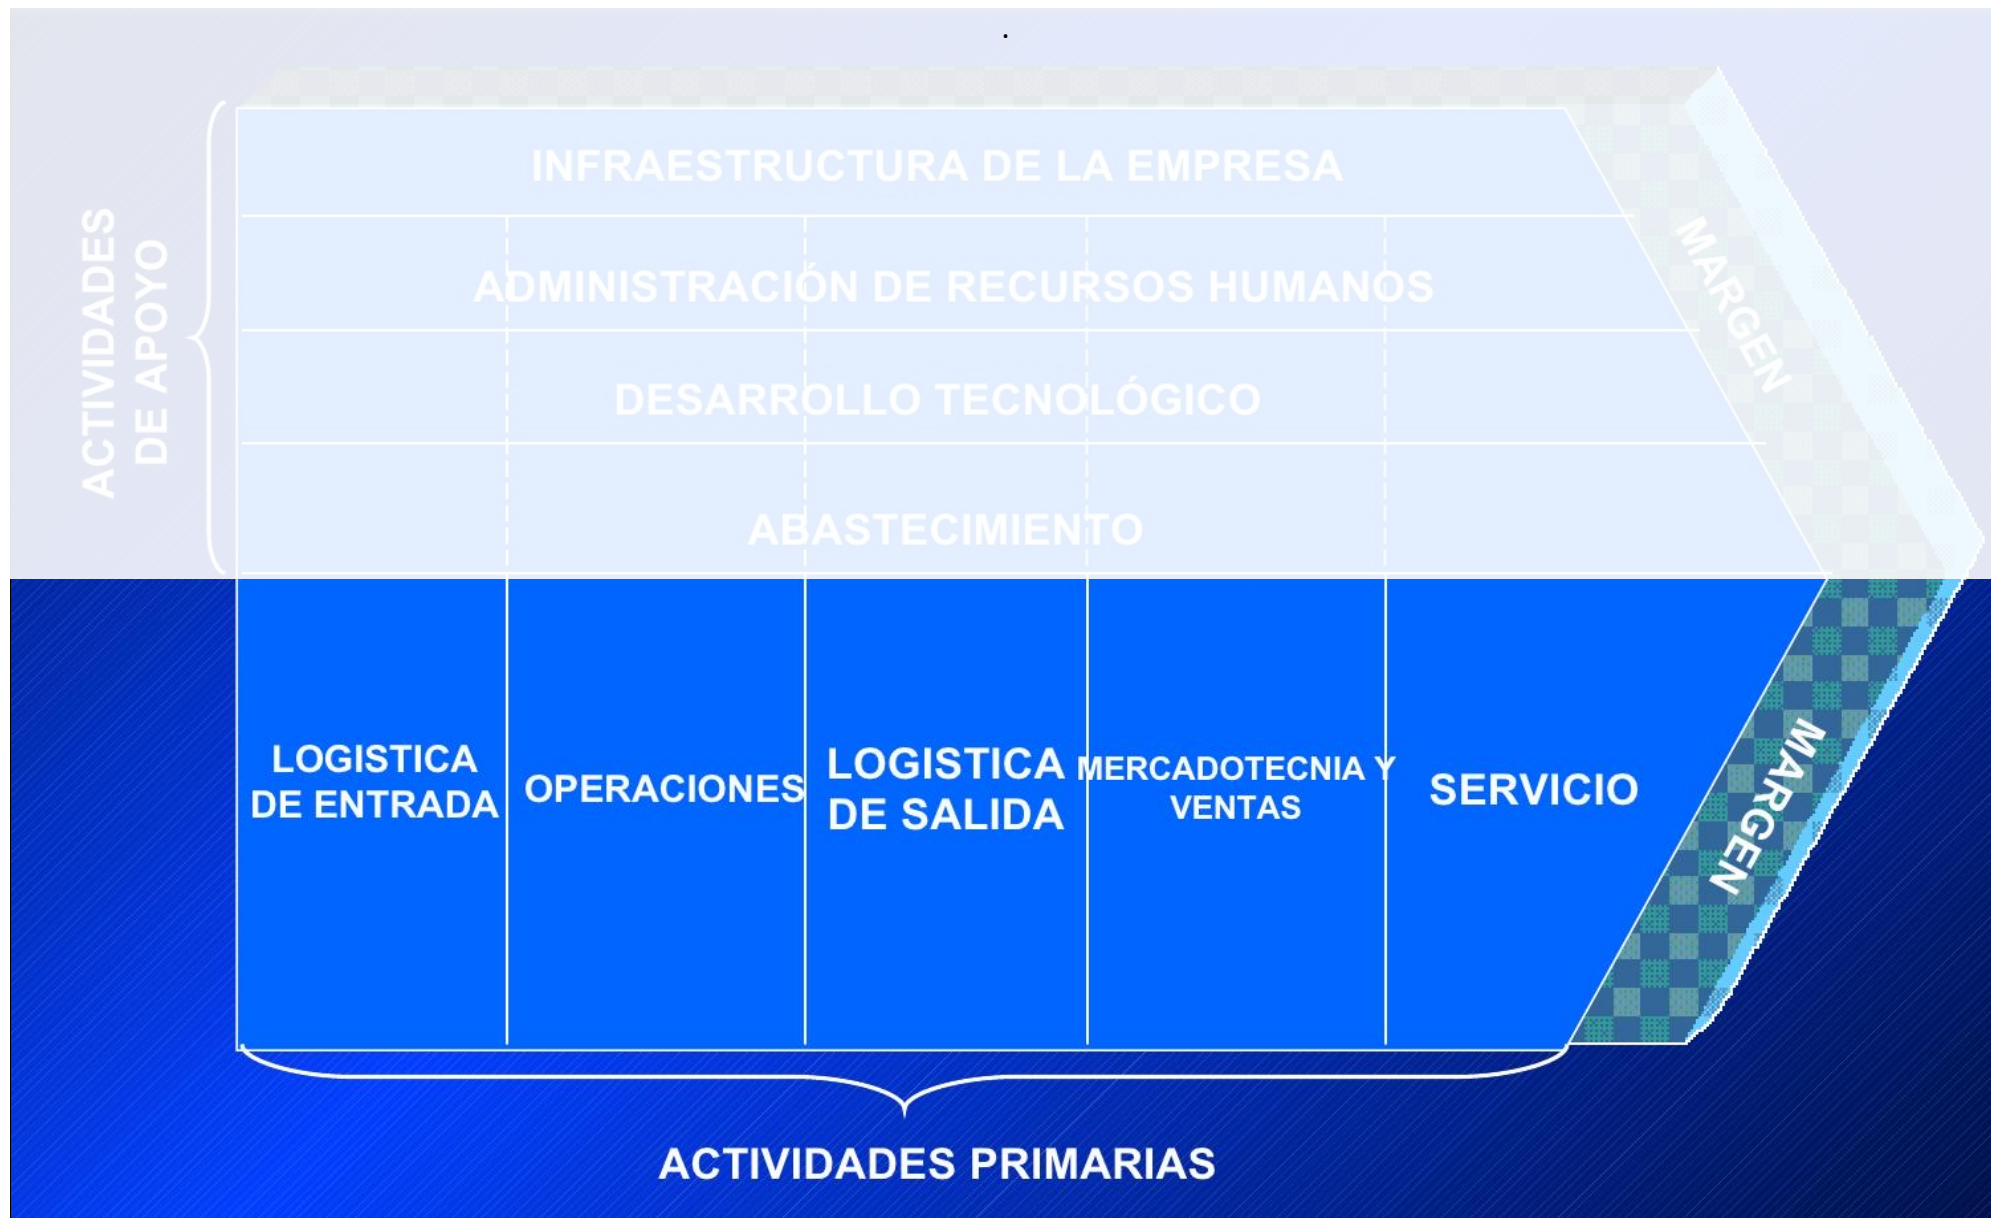 .
INFRAESTRUCTURA DE LA EMPRESA
ACTIVIDADES
DE APOYO
ADMINISTRACIÓN DE RECURSOS HUMANOS
MARGEN
DESARROLLO TECNOLÓGICO
ABASTECIMIENTO
LOGISTICA
DE ENTRADA
OPERACIONES
LOGISTICA
DE SALIDA
MERCADOTECNIA Y
VENTAS
SERVICIO
MARGEN
ACTIVIDADES PRIMARIAS